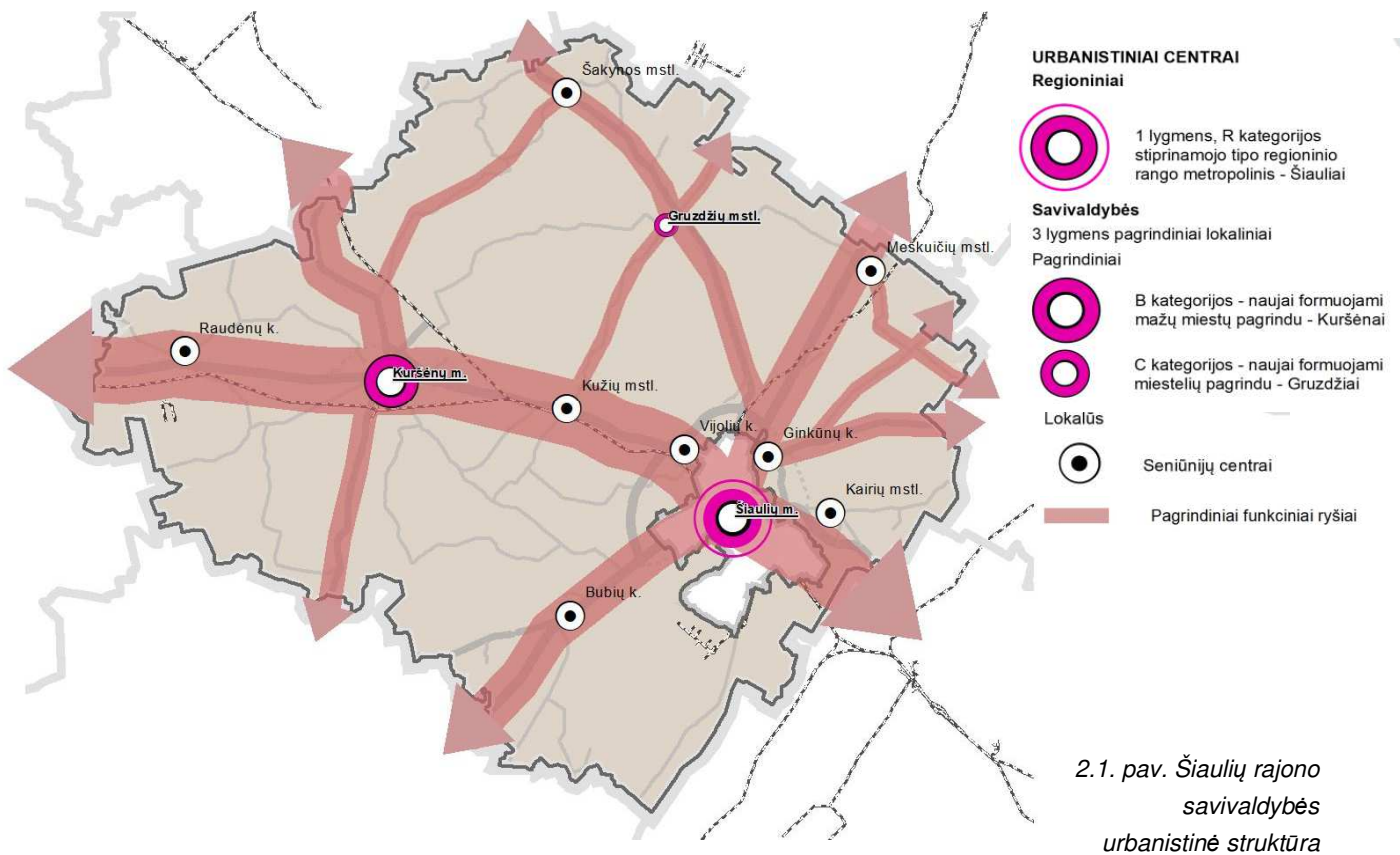 Šakynos mstl.
Gruzdžių mstl.
Meškuičių mstl.
Raudėnų k.
Kuršėnų m.
Kužių mstl.
Vijolių k.
Ginkūnų k.
Kairių mstl.
Šiaulių m.
Bubių k.
URBANISTINIAI CENTRAI
Regioniniai
1 lygmens, R kategorijos
stiprinamojo tipo regioninio
rango metropolinis - Šiauliai
Savivaldybės
3 lygmens pagrindiniai lokaliniai
Pagrindiniai
B kategorijos - naujai formuojami
mažų miestų pagrindu - Kuršėnai
C kategorijos - naujai formuojami
miestelių pagrindu - Gruzdžiai
Lokalūs
Seniūnijų centrai
Pagrindiniai funkciniai ryšiai
2.1. pav. Šiaulių rajono
savivaldybės
urbanistinė struktūra